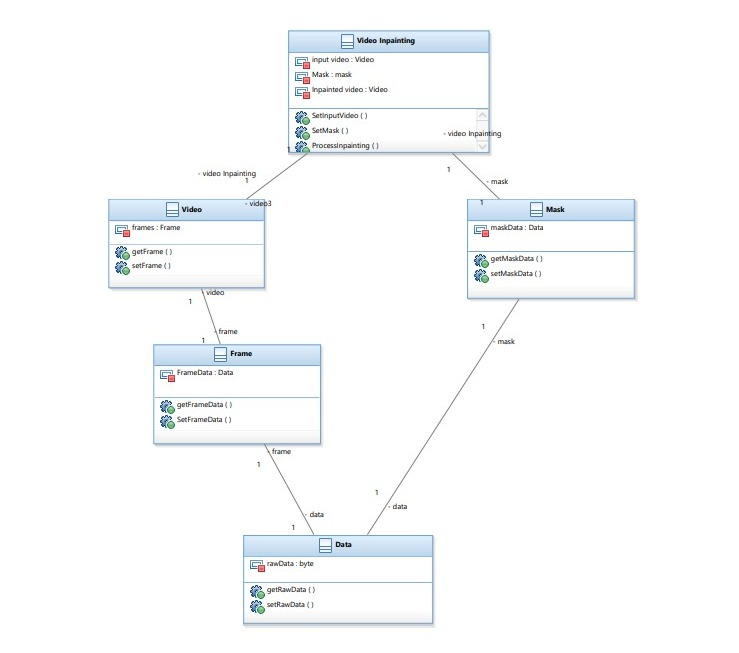 Video Inpainting
input video : Video
Mask : mask
Inpainted video : Video
SetInputVideo ( )
SetMask ( )
- video Inpainting
ProcessInpainting ( )
1
1
- video Inpainting
1
- mask
1
- video3
Video
frames : Frame
getFrame ( )
setFrame ( )
1
Mask
maskData : Data
getMaskData ( )
setMaskData ( )
- video
1
- frame
1
Frame
FrameData : Data
getFrameData ( )
SetFrameData ( )
1
- mask
- frame
1
1
- data
- data
1
Data
rawData : byte
getRawData ( )
setRawData ( )